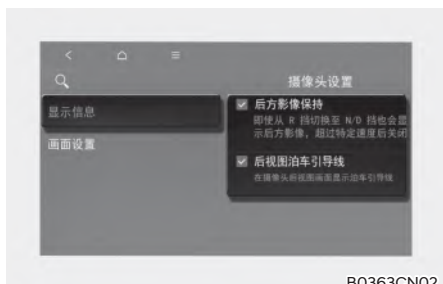 摄像头设置
显示信息
画面设置
后方影像保持
即使从 R 挡切换至 N/D 挡也会显
示后方影像，超过特定速度后关闭
后视图泊车引导线
在摄像头后视图画面显示泊车引导线
B0363CN02